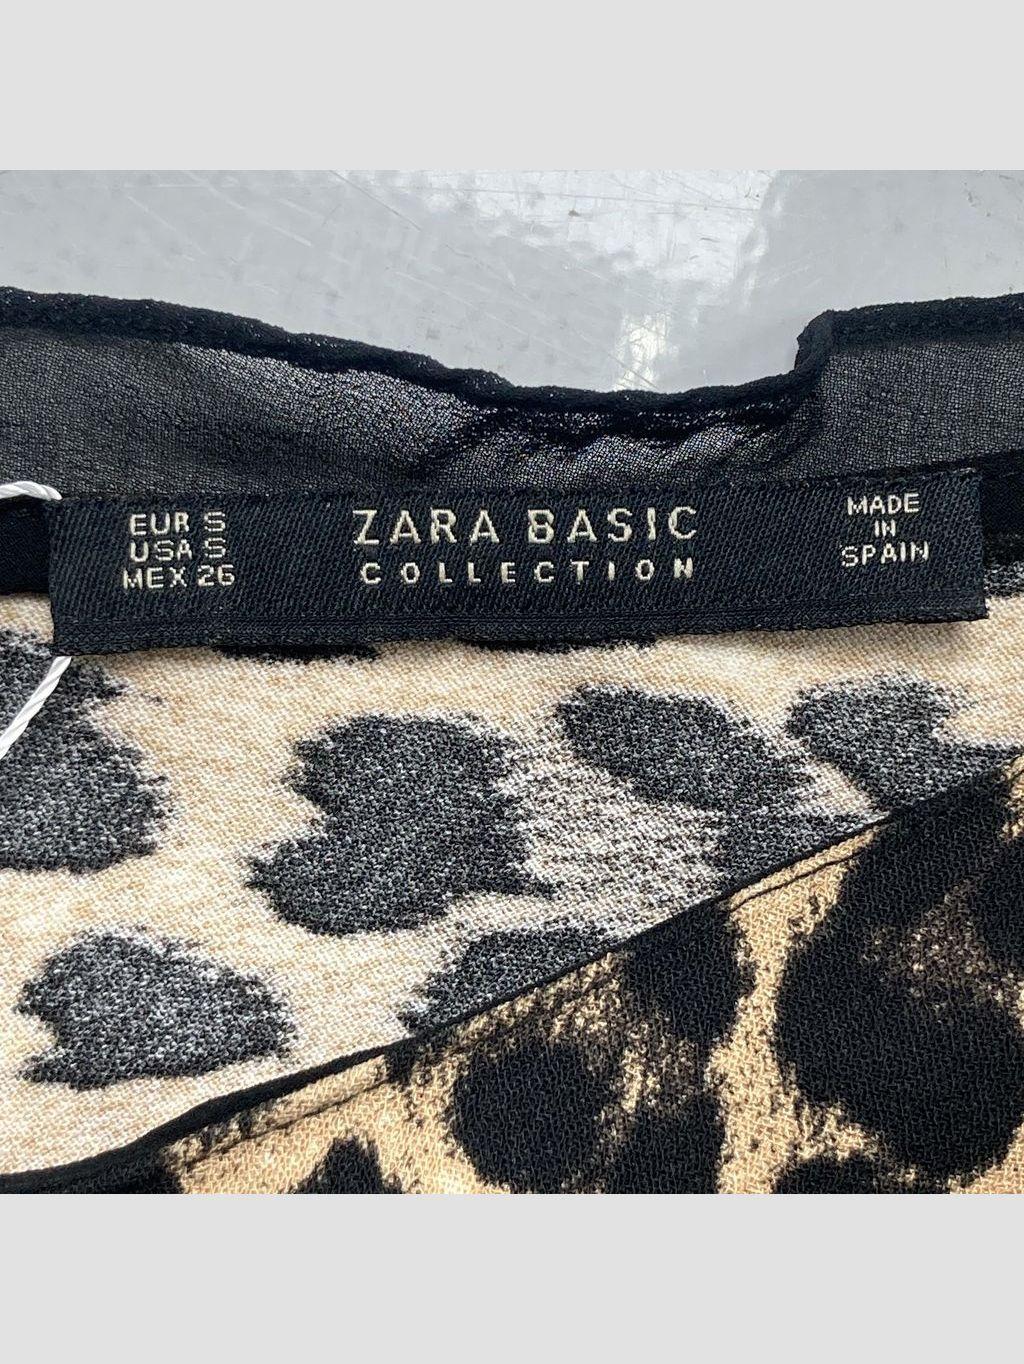 EUR S
USA S
MEX 26
ZARA BASIC
COLLECTION
MADE
IN
SPAIN